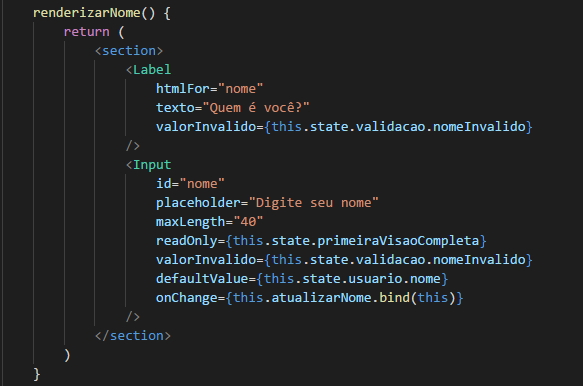 renderizarNome() {
    return (
        <section>
            <Label
                htmlFor="nome"
                texto="Quem é você?"
                valorInvalido={this.state.validacao.nomeInvalido}
            />
            <Input
                id="nome"
                placeholder="Digite seu nome"
                maxLength="40"
                readOnly={this.state.primeiraVisaoCompleta}
                valorInvalido={this.state.validacao.nomeInvalido}
                defaultValue={this.state.usuario.nome}
                onChange={this.atualizarNome.bind(this)}
            />
        </section>
    )
}